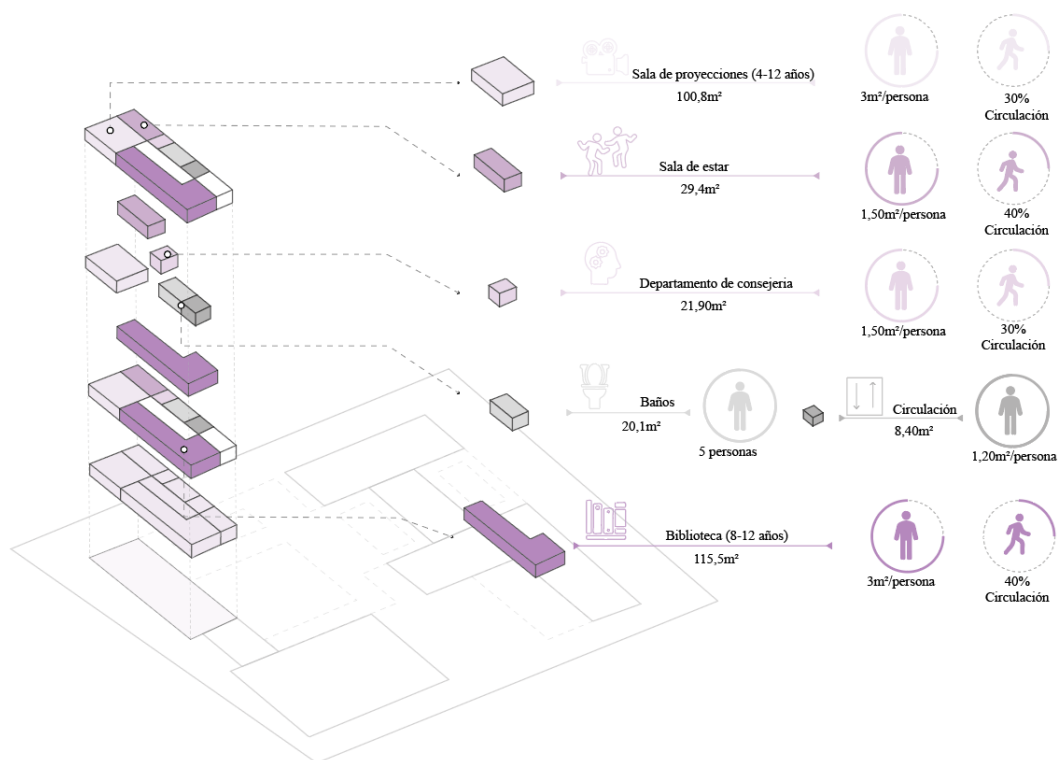 Sala de proyecciones (4-12 años)
100,8m²
3m²/persona
30%
Circulación
Sala de estar
29,4m²
1,50m²/persona
40%
Circulación
Departamento de consejeria
21,90m²
1,50m²/persona
30%
Circulación
Baños
20,1m²
5 personas
Circulación
8,40m²
1,20m²/persona
Biblioteca (8-12 años)
115,5m²
3m²/persona
40%
Circulación